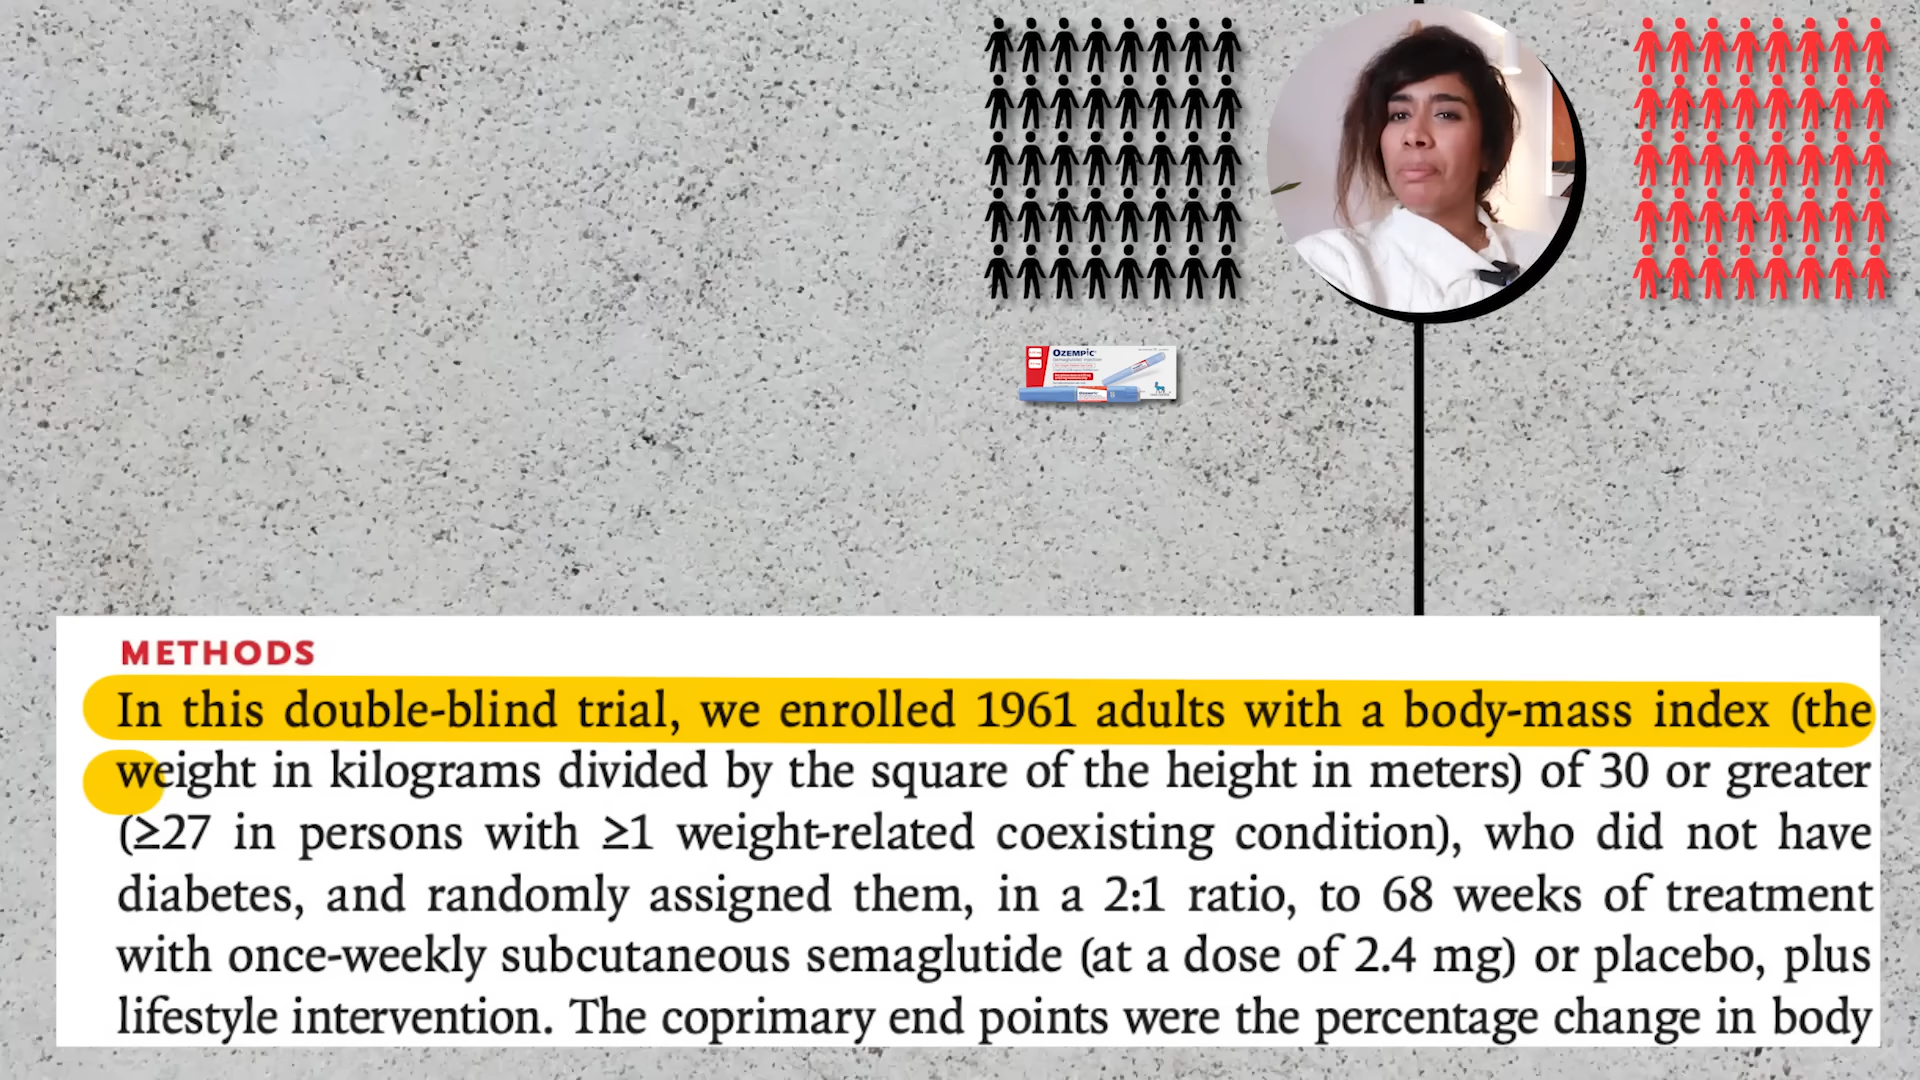 OZEMPIC
METHODS
In this double-blind trial, we enrolled 1961 adults with a body-mass index (the
weight in kilograms divided by the square of the height in meters) of 30 or greater
(≥27 in persons with ≥1 weight-related coexisting condition), who did not have
diabetes, and randomly assigned them, in a 2:1 ratio, to 68 weeks of treatment
with once-weekly subcutaneous semaglutide (at a dose of 2.4 mg) or placebo, plus
lifestyle intervention. The coprimary end points were the percentage change in body